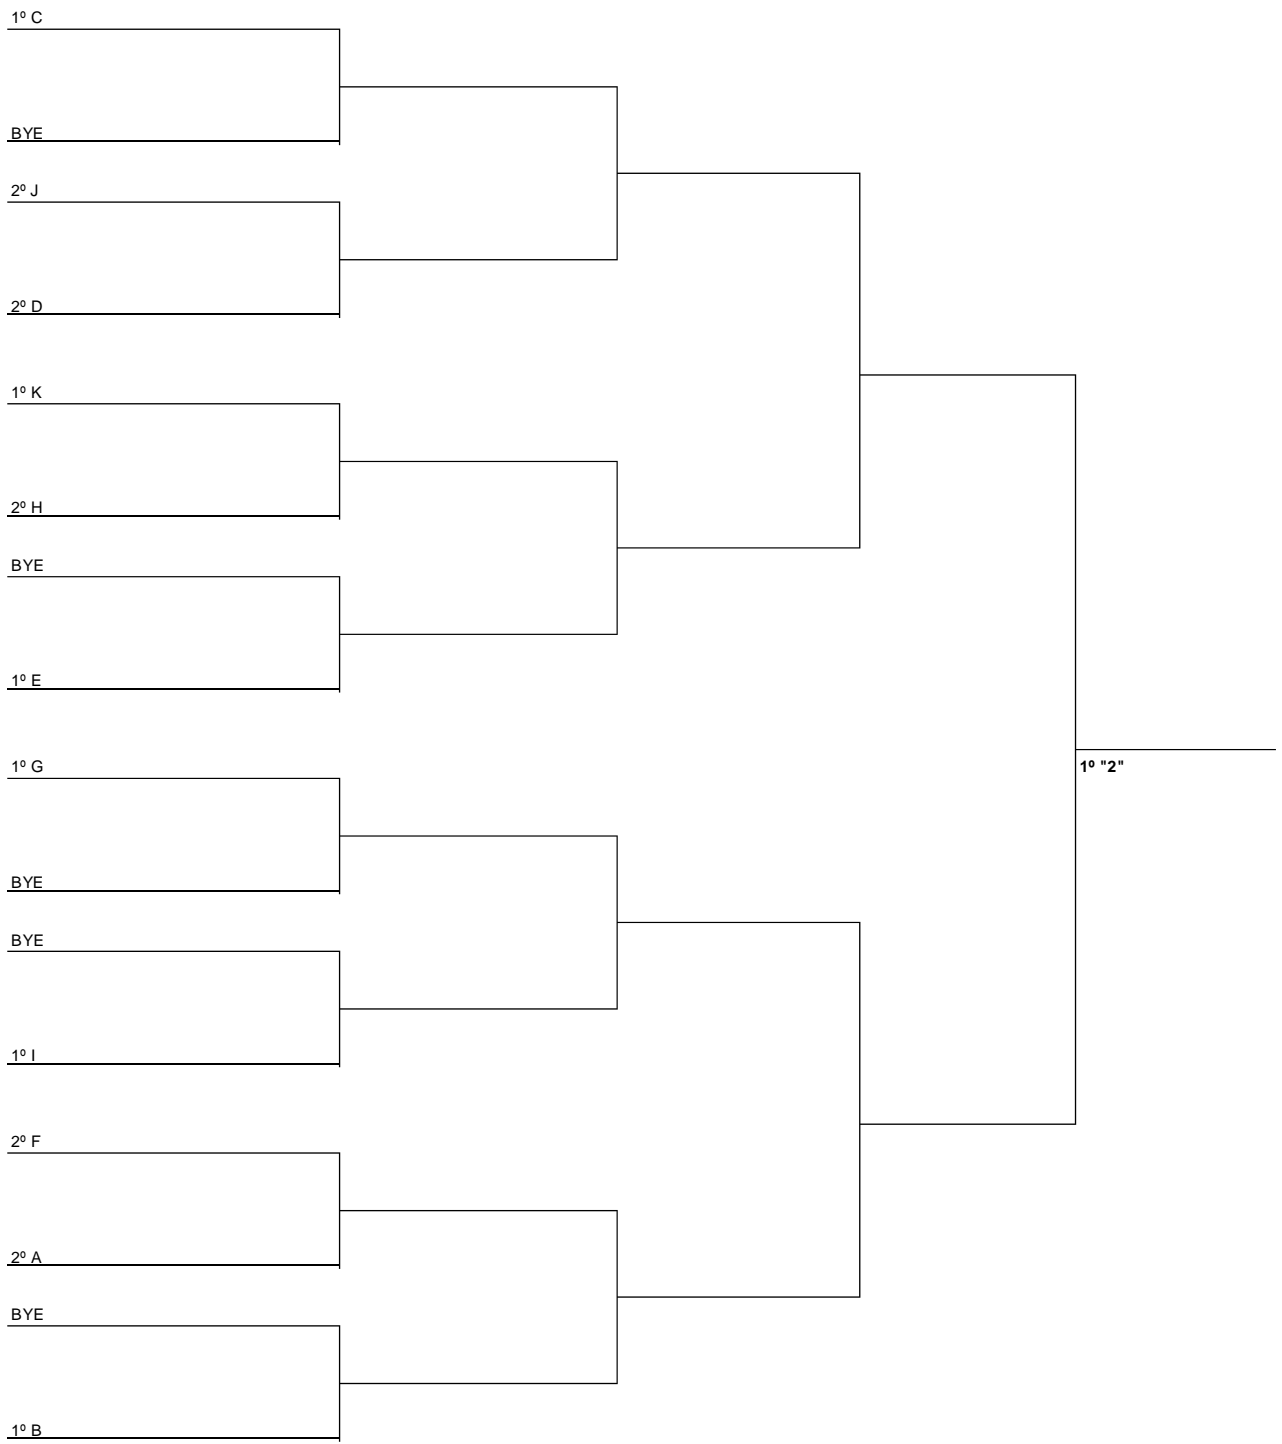 1º C
BYE
2º J
2º D
1º K
2º H
BYE
1º E
1º G
1º "2"
BYE
BYE
1º I
2º F
2º A
BYE
1º B